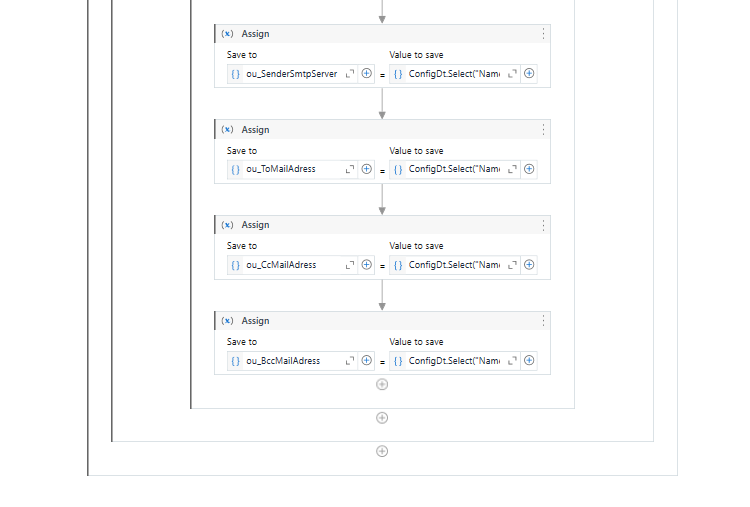 (x) Assign
Save to Value to save
{} ou_SenderSmtpServer = {} ConfigDt.Select("Nam
(x) Assign
Save to Value to save
{} ou_ToMailAdress = {} ConfigDt.Select("Nam
(x) Assign
Save to Value to save
{} ou_CcMailAdress = {} ConfigDt.Select("Nam
(x) Assign
Save to Value to save
{} ou_BccMailAdress = {} ConfigDt.Select("Nam